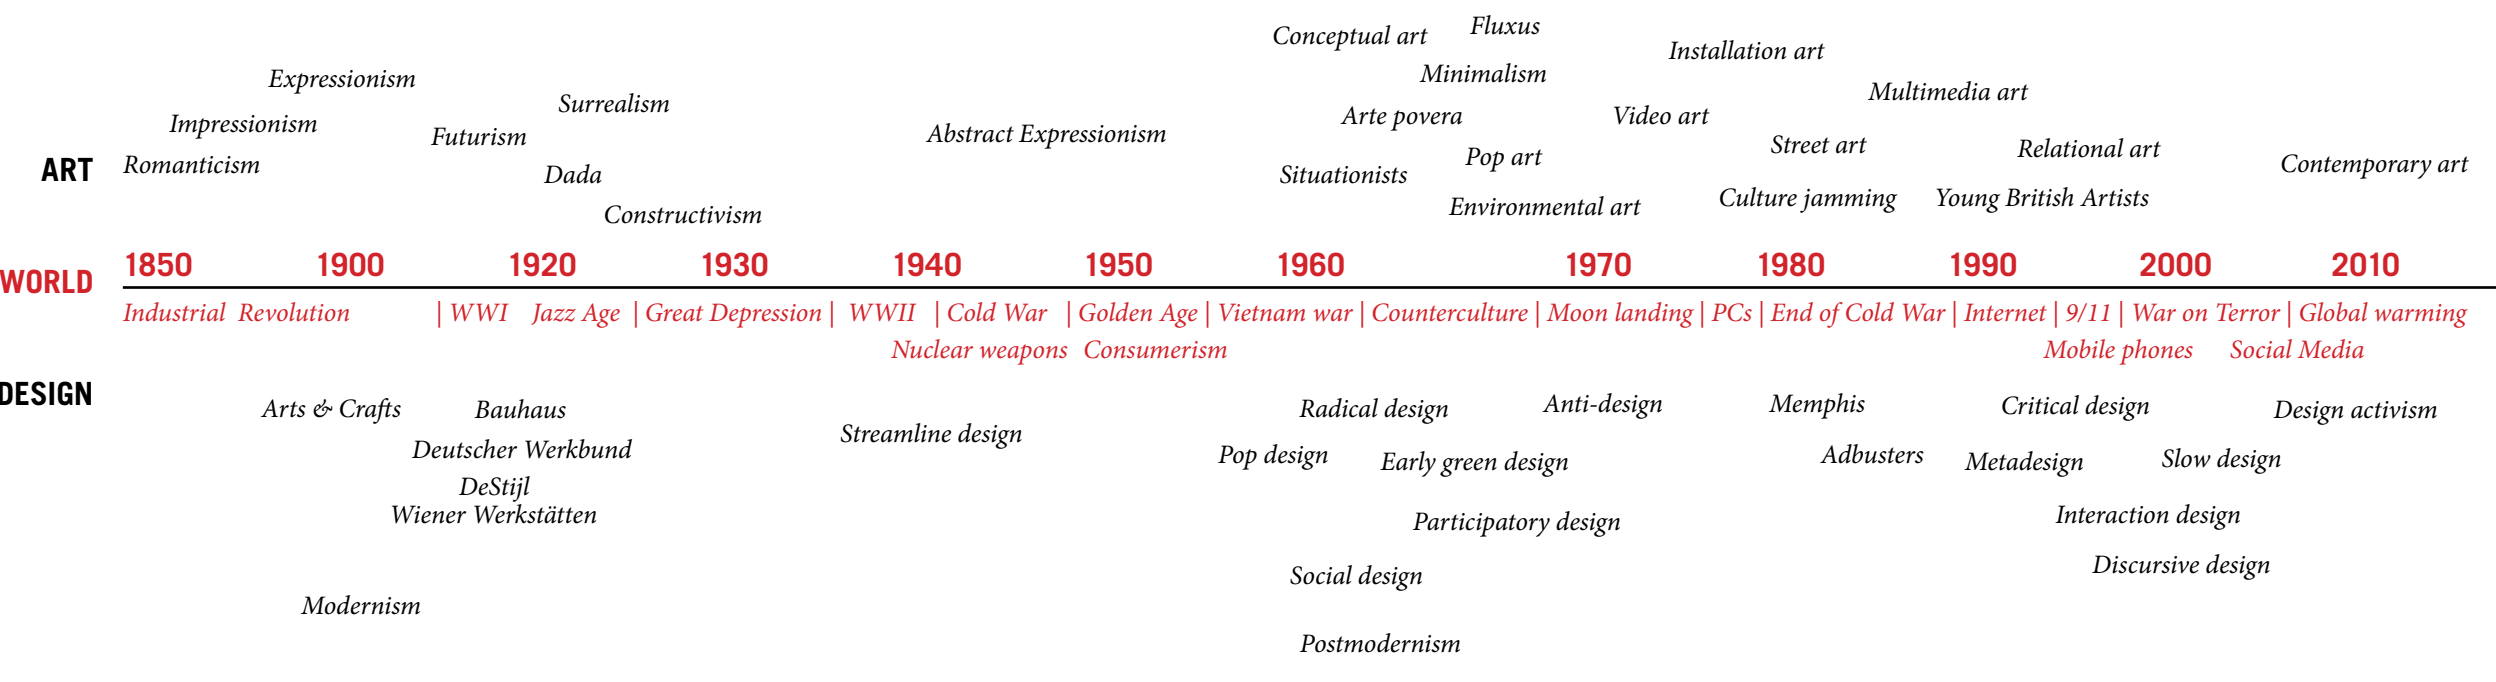 Conceptual art
Fluxus
Installation art
Minimalism
Expressionism
Multimedia art
Surrealism
Arte povera
Video art
Impressionism
Futurism
Abstract Expressionism
Street art
Relational art
Pop art
ART
Romanticism
Contemporary art
Dada
Situationists
Culture jamming
Young British Artists
Environmental art
Constructivism
WORLD
1850 1900 1920 1930 1940 1950 1960 1970 1980 1990 2000 2010
Industrial Revolution | WWI Jazz Age | Great Depression | WWII | Cold War | Golden Age | Vietnam war | Counterculture | Moon landing | PCs | End of Cold War | Internet | 9/11 | War on Terror | Global warming
Nuclear weapons Consumerism Mobile phones Social Media
DESIGN
Arts & Crafts
Bauhaus
Radical design
Anti-design
Memphis
Critical design
Design activism
Streamline design
Deutscher Werkbund
Pop design
Early green design
Adbusters
Metadesign
Slow design
DeStijl
Wiener Werkstätten
Participatory design
Interaction design
Social design
Discursive design
Modernism
Postmodernism